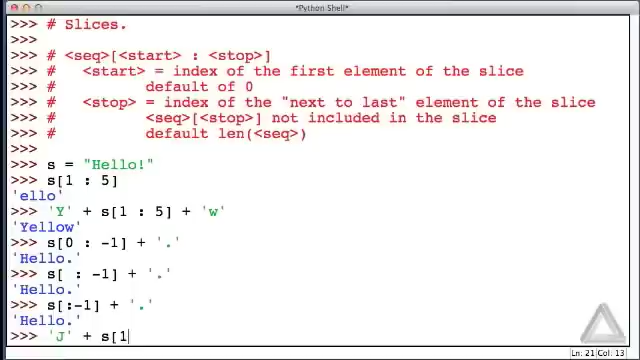 *Python Shell*
>>> # Slices.
>>>
>>> # <seq>[<start> : <stop>]
>>> #   <start> = index of the first element of the slice
>>> #          default of 0
>>> #   <stop> = index of the "next to last" element of the slice
>>> #          <seq>[<stop>] not included in the slice
>>> #          default len(<seq>)
>>>
>>> s = "Hello!"
>>> s[1 : 5]
'ello'
>>> 'Y' + s[1 : 5] + 'w'
'Yellow'
>>> s[0 : -1] + '.'
'Hello.'
>>> s[ : -1] + '.'
'Hello.'
>>> s[:-1] + '.'
'Hello.'
>>> 'J' + s[1
Ln: 21 Col: 13